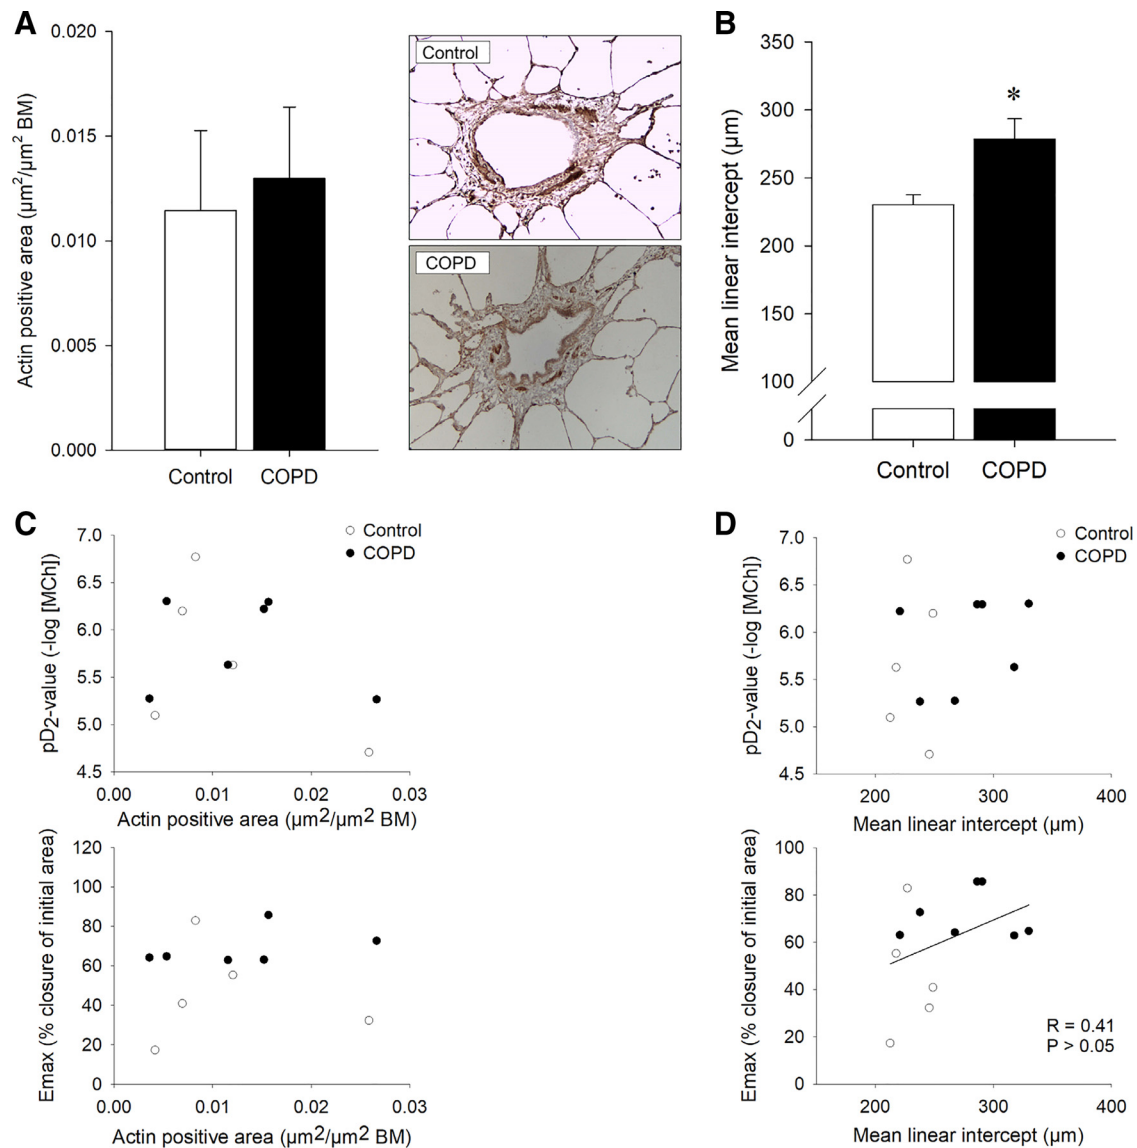 A
Actin positive area (µm2/µm2 BM)
0.020
0.015
0.010
0.005
0.000
Control
COPD
Control
COPD
B
Mean linear intercept (µm)
350
300
250
200
150
100
0
*
Control
COPD
C
Control
COPD
pD2-value (-log [MCh])
7.0
6.5
6.0
5.5
5.0
4.5
0.00 0.01 0.02 0.03
Actin positive area (µm2/µm2 BM)
Emax (% closure of initial area)
120
100
80
60
40
20
0
0.00 0.01 0.02 0.03
Actin positive area (µm2/µm2 BM)
D
Control
COPD
pD2-value (-log [MCh])
7.0
6.5
6.0
5.5
5.0
4.5
200 300 400
Mean linear intercept (µm)
Emax (% closure of initial area)
100
80
60
40
20
0
R = 0.41
P > 0.05
200 300 400
Mean linear intercept (µm)